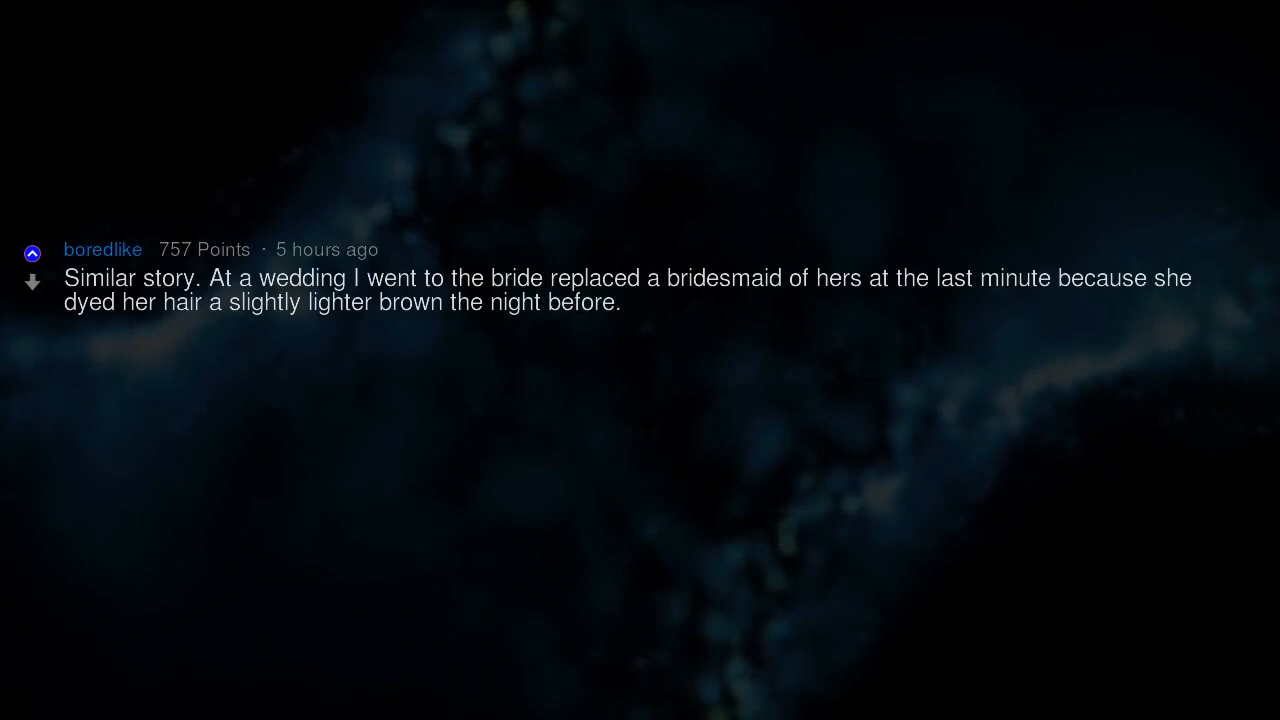 boredlike 757 Points · 5 hours ago
Similar story. At a wedding I went to the bride replaced a bridesmaid of hers at the last minute because she
dyed her hair a slightly lighter brown the night before.